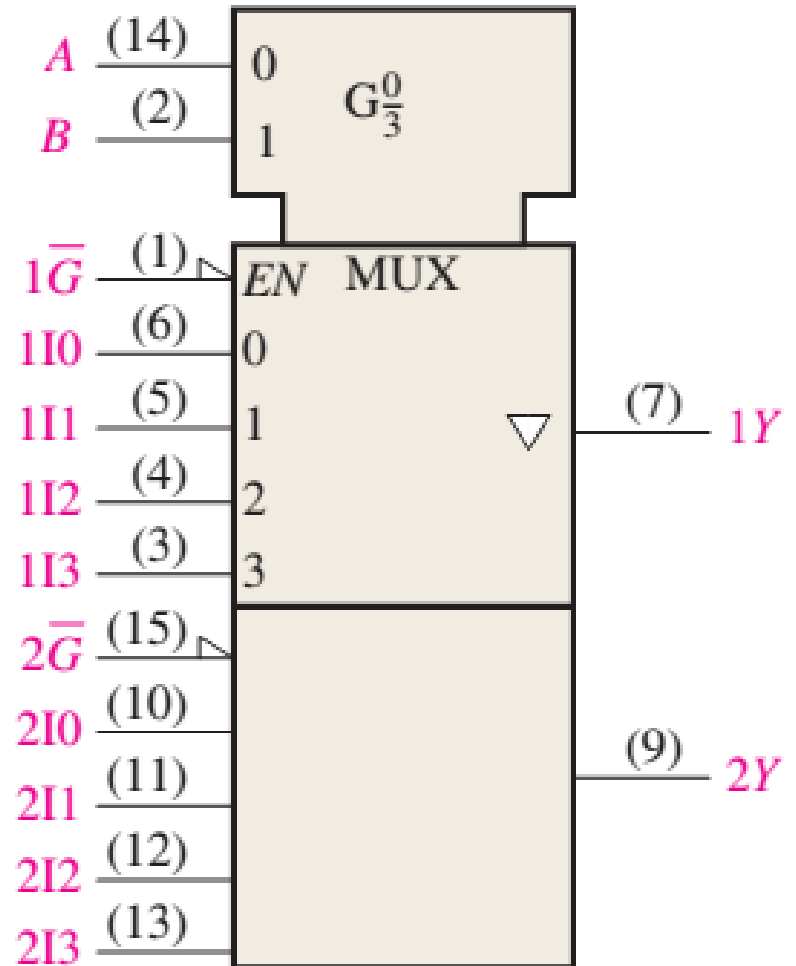 A (14) 0
G 0/3
B (2) 1
1G̅ (1) EN MUX
1I0 (6) 0
1I1 (5) 1
(7) 1Y
1I2 (4) 2
1I3 (3) 3
2G̅ (15)
2I0 (10)
(9) 2Y
2I1 (11)
2I2 (12)
2I3 (13)